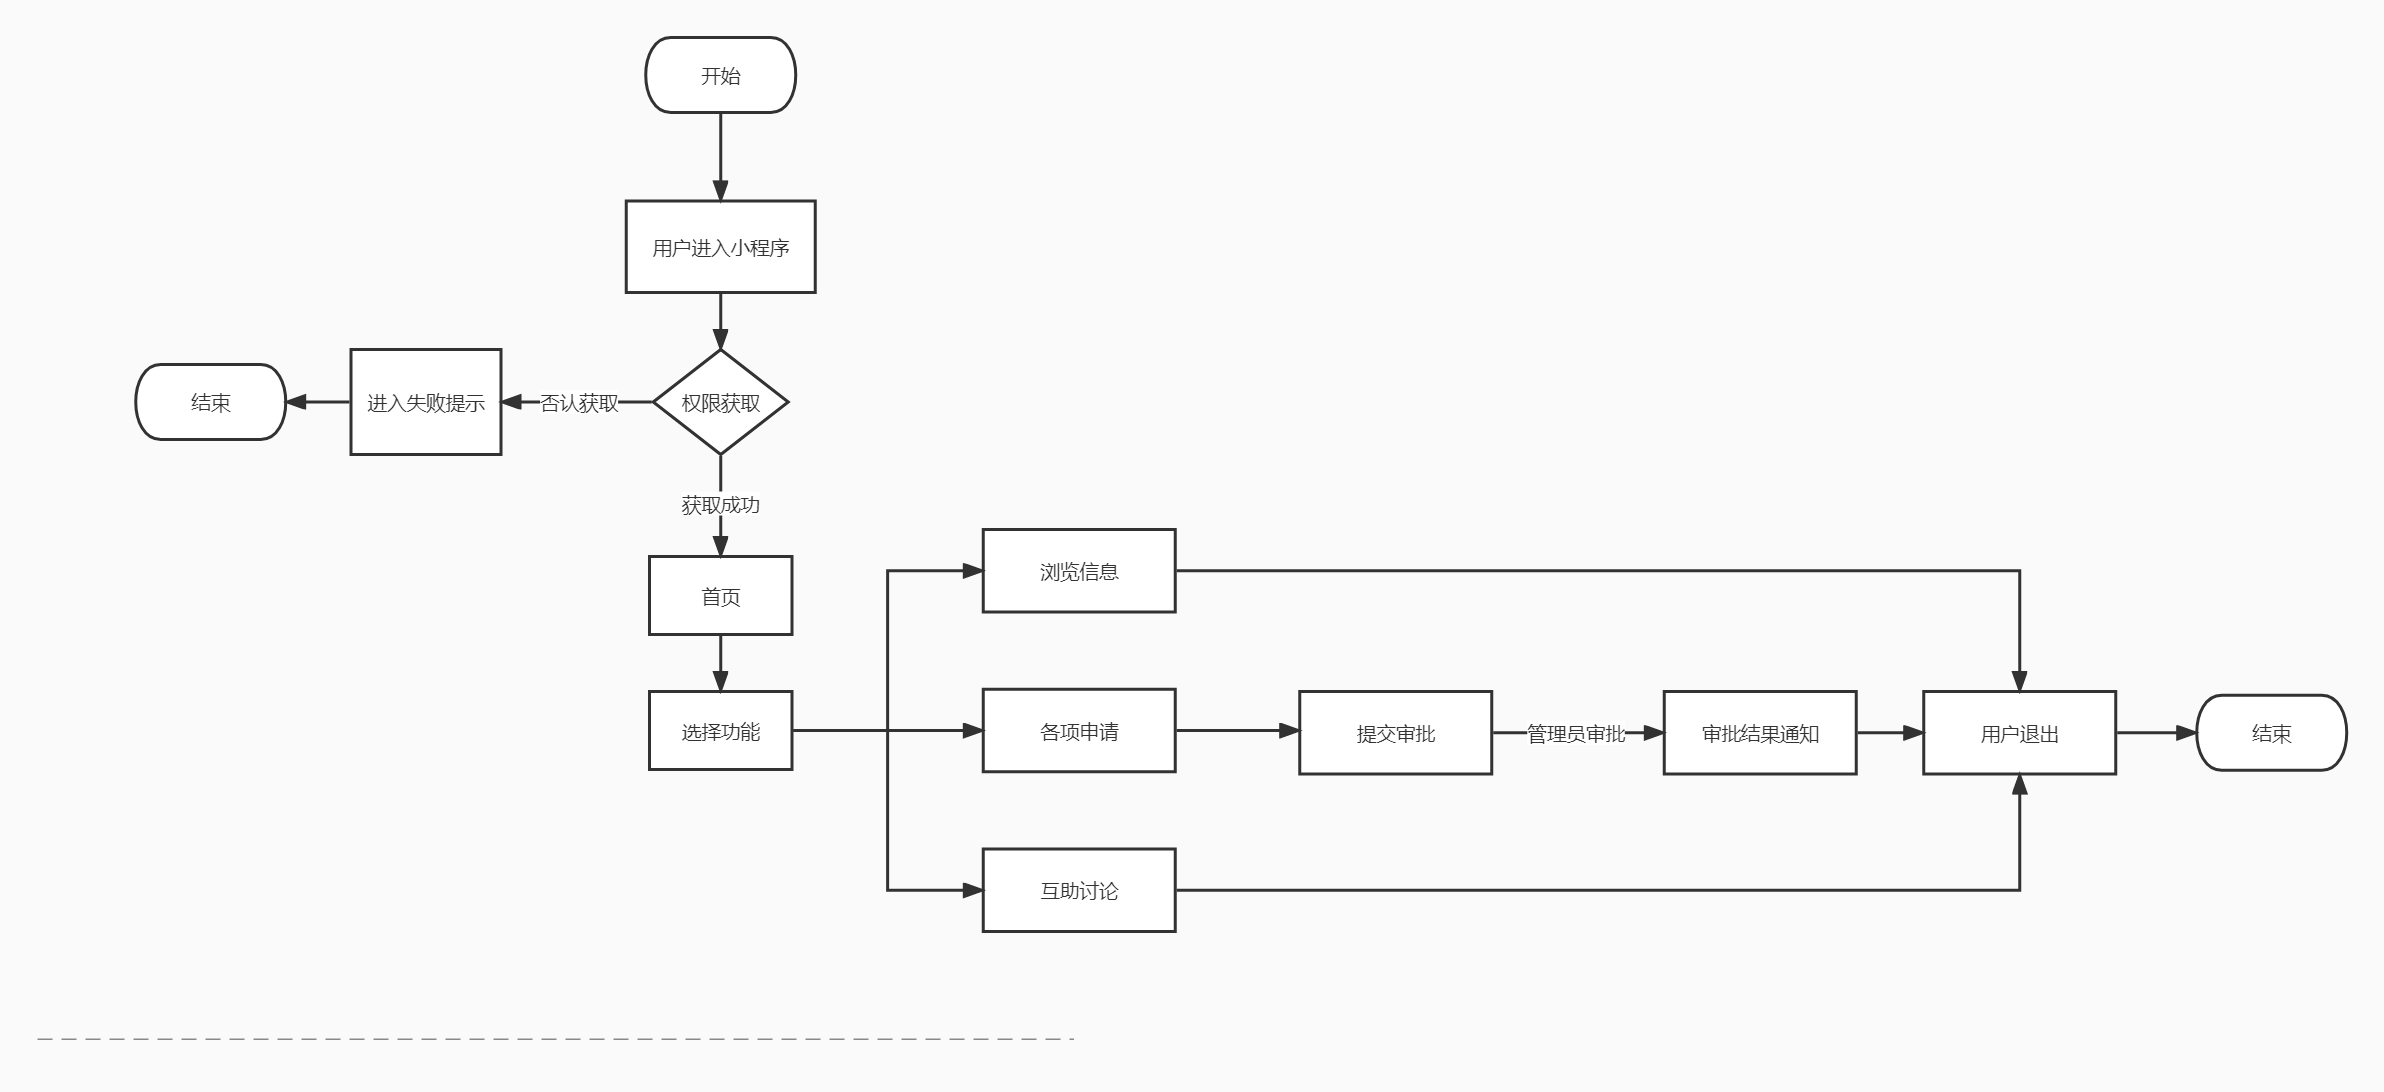 开始
用户进入小程序
结束
进入失败提示
否认获取
权限获取
获取成功
首页
浏览信息
选择功能
各项申请
提交审批
管理员审批
审批结果通知
用户退出
结束
互助讨论